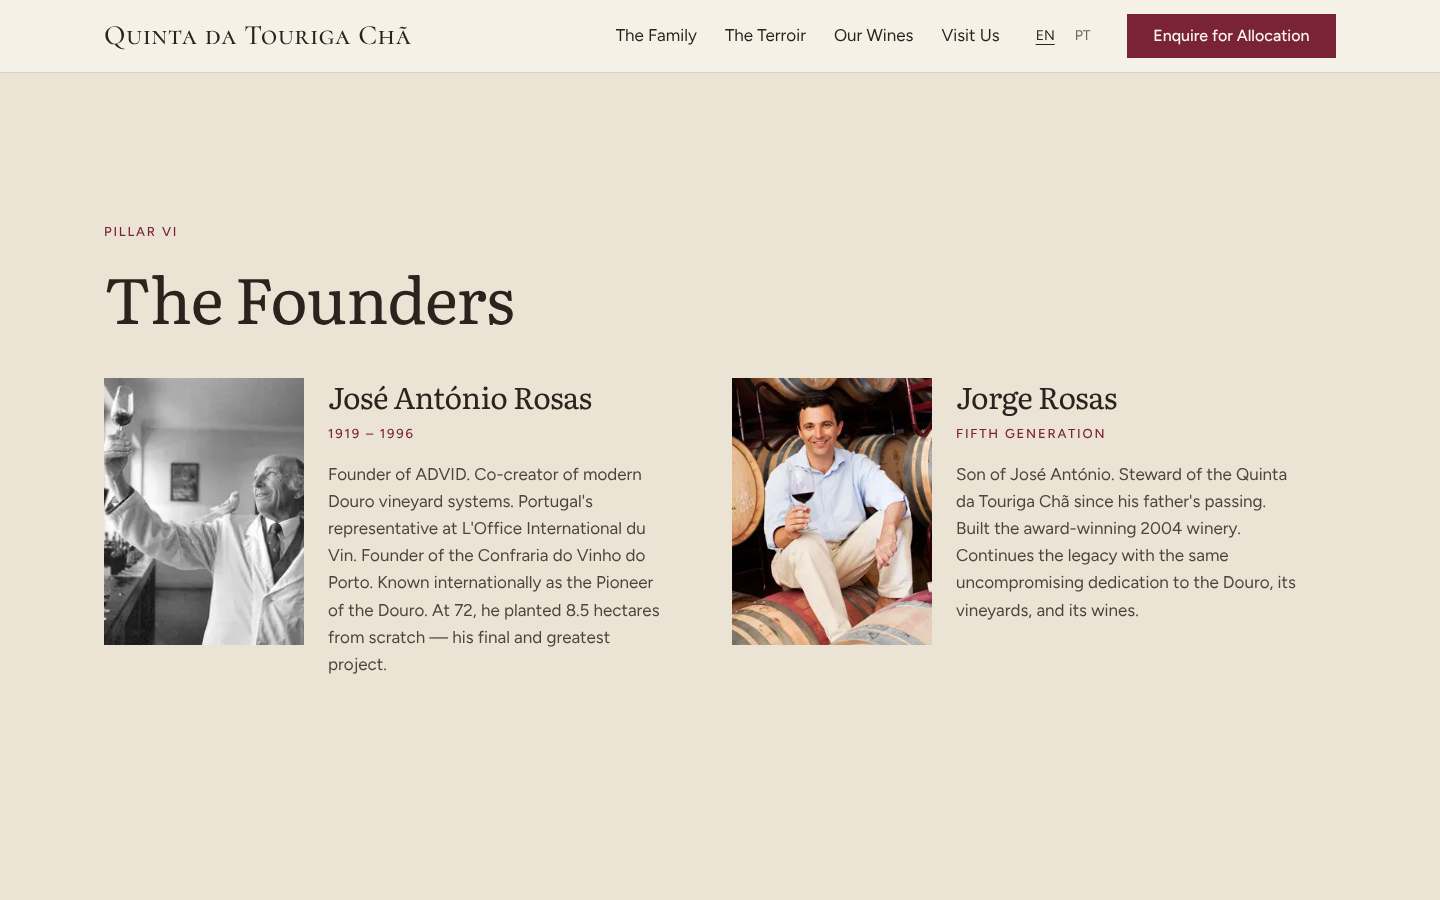 QUINTA DA TOURIGA CHÃ
The Family
The Terroir
Our Wines
Visit Us
EN
PT
Enquire for Allocation
PILLAR VI
The Founders
José António Rosas
1919 – 1996
Founder of ADVID. Co-creator of modern
Douro vineyard systems. Portugal's
representative at L'Office International du
Vin. Founder of the Confraria do Vinho do
Porto. Known internationally as the Pioneer
of the Douro. At 72, he planted 8.5 hectares
from scratch — his final and greatest
project.
Jorge Rosas
FIFTH GENERATION
Son of José António. Steward of the Quinta
da Touriga Chã since his father's passing.
Built the award-winning 2004 winery.
Continues the legacy with the same
uncompromising dedication to the Douro, its
vineyards, and its wines.